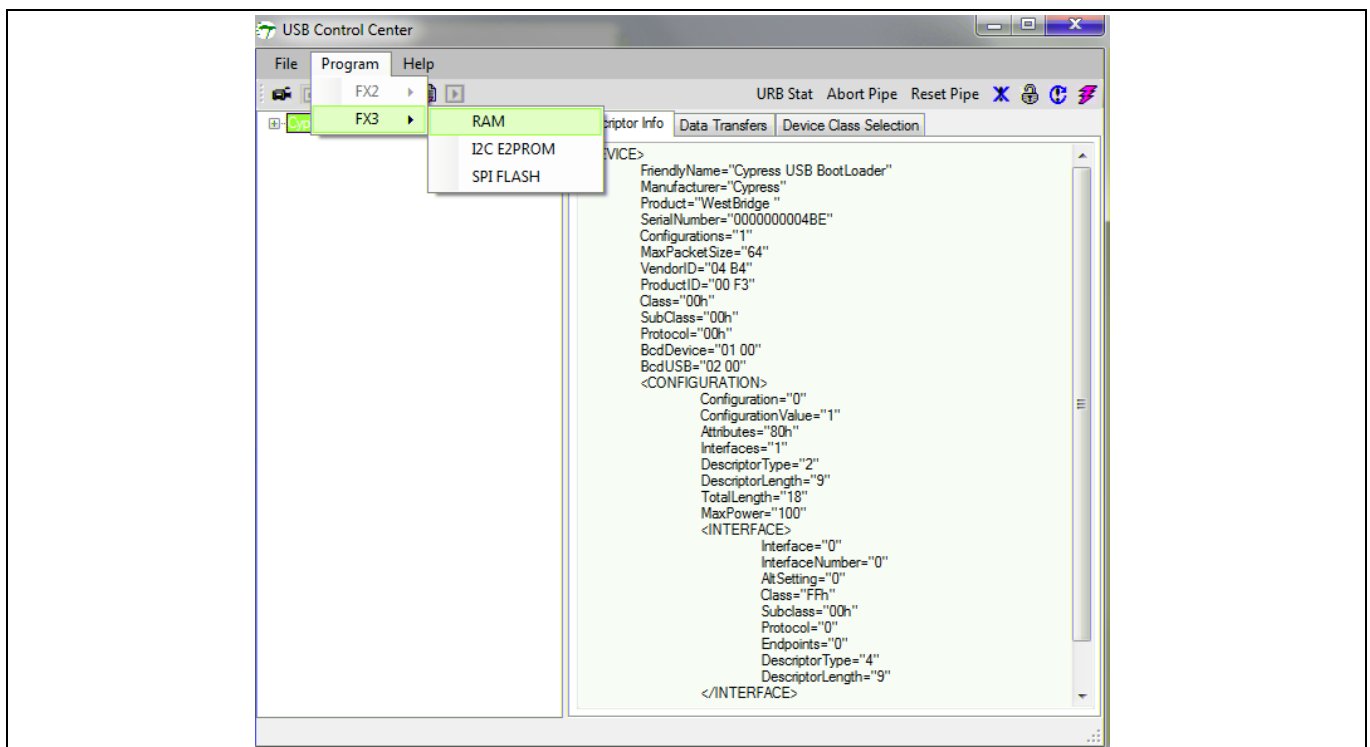 USB Control Center
File Program Help
FX2
URB Stat Abort Pipe Reset Pipe
FX3
RAM
I2C E2PROM
SPI FLASH
Data Transfers
Device Class Selection
FriendlyName="Cypress USB BootLoader"
Manufacturer="Cypress"
Product="WestBridge "
SerialNumber="0000000004BE"
Configurations="1"
MaxPacketSize="64"
VendorID="04 B4"
ProductID="00 F3"
Class="00h"
SubClass="00h"
Protocol="00h"
BcdDevice="01 00"
BcdUSB="02 00"
<CONFIGURATION>
Configuration="0"
ConfigurationValue="1"
Attributes="80h"
Interfaces="1"
DescriptorType="2"
DescriptorLength="9"
TotalLength="18"
MaxPower="100"
<INTERFACE>
Interface="0"
InterfaceNumber="0"
AltSetting="0"
Class="FFh"
Subclass="00h"
Protocol="0"
Endpoints="0"
DescriptorType="4"
DescriptorLength="9"
</INTERFACE>